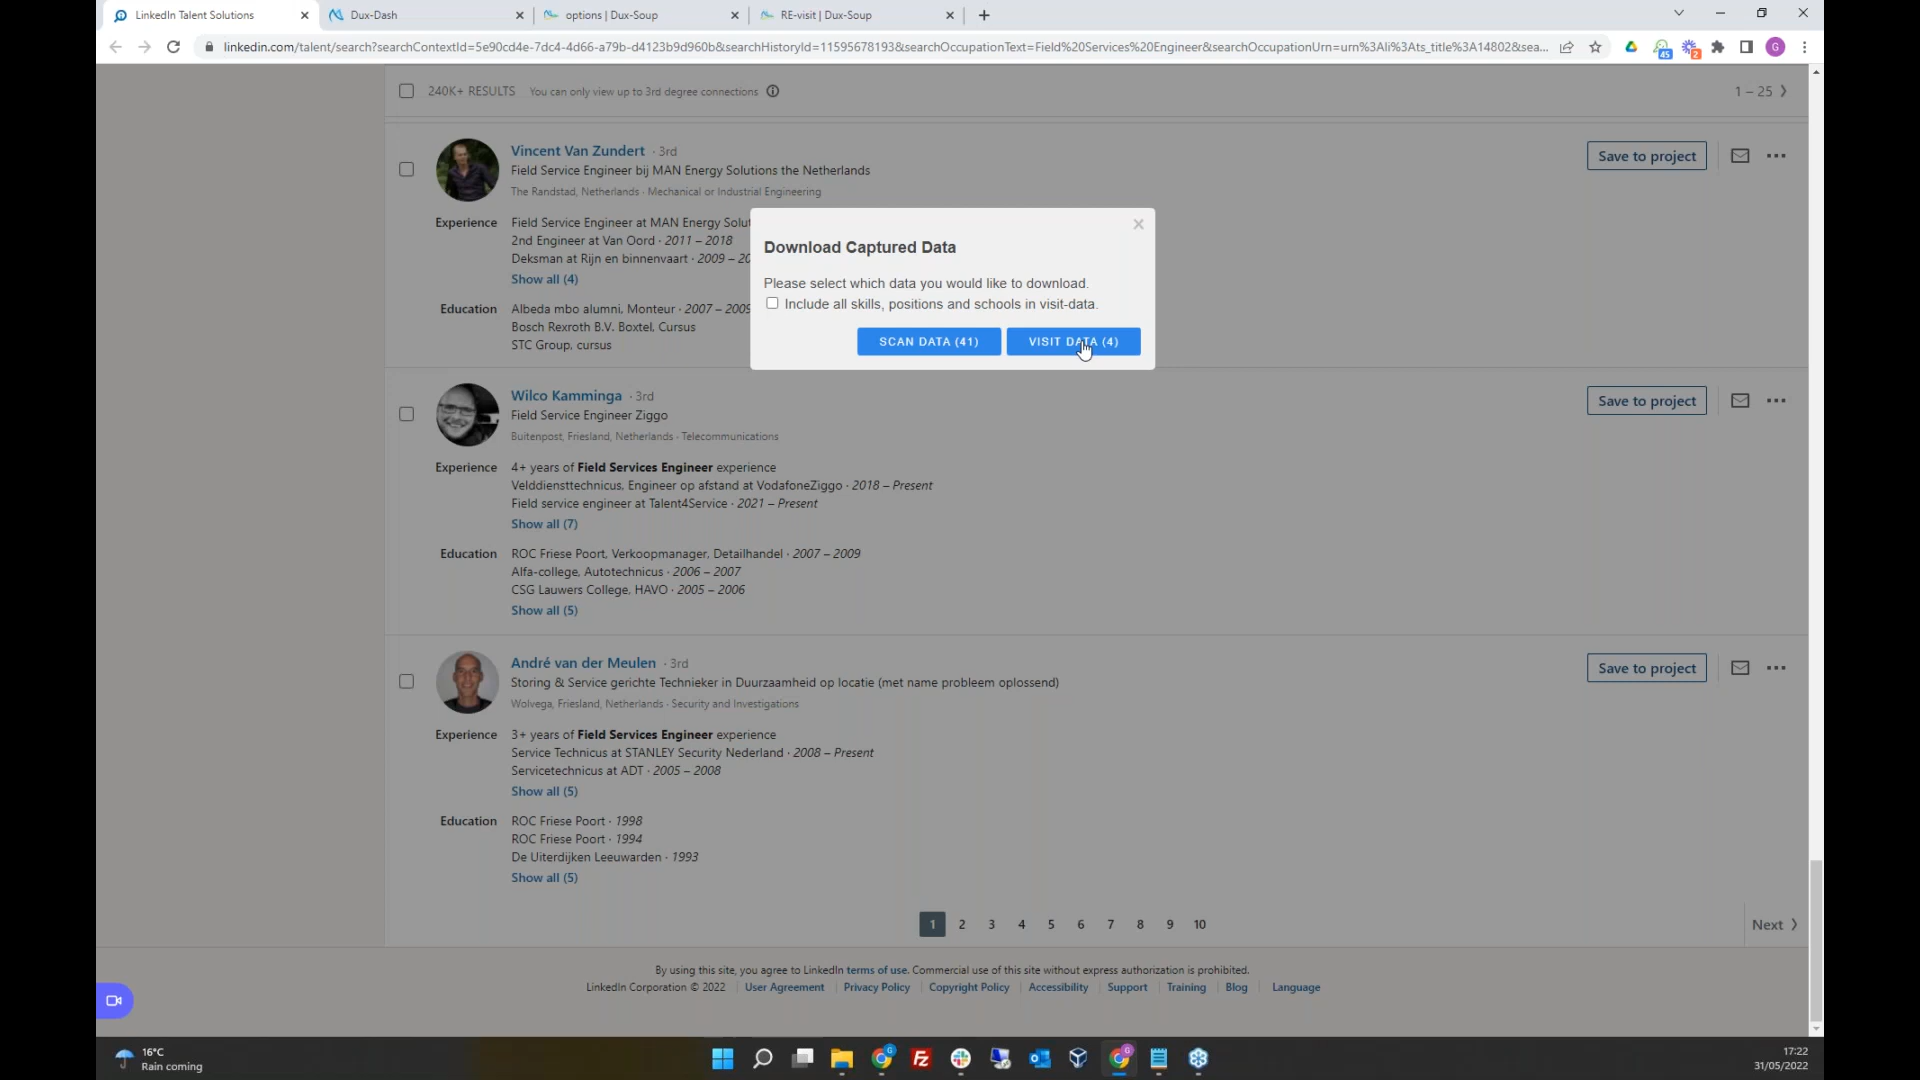 LinkedIn Talent Solutions
Dux-Dash
options | Dux-Soup
RE-visit | Dux-Soup
linkedin.com/talent/search?searchContextId=5e90cd4e-7dc4-4d66-a79b-d4123b9d960b&searchHistoryId=11595678193&searchOccupationText=Field%20Services%20Engineer&searchOccupationUrn=urn%3Ali%3Ats_title%3A14802&sea...
45
2
G
240K+ RESULTS You can only view up to 3rd degree connections
1 – 25
Vincent Van Zundert · 3rd
Field Service Engineer bij MAN Energy Solutions the Netherlands
The Randstad, Netherlands · Mechanical or Industrial Engineering
Save to project
Experience Field Service Engineer at MAN Energy Solut
2nd Engineer at Van Oord · 2011 – 2018
Deksman at Rijn en binnenvaart · 2009 – 20
Show all (4)
Education Albeda mbo alumni, Monteur · 2007 – 2009
Bosch Rexroth B.V. Boxtel, Cursus
STC Group, cursus
Download Captured Data
Please select which data you would like to download.
Include all skills, positions and schools in visit-data.
SCAN DATA (41)
VISIT DATA (4)
Wilco Kamminga · 3rd
Field Service Engineer Ziggo
Buitenpost, Friesland, Netherlands · Telecommunications
Save to project
Experience 4+ years of Field Services Engineer experience
Velddiensttechnicus, Engineer op afstand at VodafoneZiggo · 2018 – Present
Field service engineer at Talent4Service · 2021 – Present
Show all (7)
Education ROC Friese Poort, Verkoopmanager, Detailhandel · 2007 – 2009
Alfa-college, Autotechnicus · 2006 – 2007
CSG Lauwers College, HAVO · 2005 – 2006
Show all (5)
André van der Meulen · 3rd
Storing & Service gerichte Technieker in Duurzaamheid op locatie (met name probleem oplossend)
Wolvega, Friesland, Netherlands · Security and Investigations
Save to project
Experience 3+ years of Field Services Engineer experience
Service Technicus at STANLEY Security Nederland · 2008 – Present
Servicetechnicus at ADT · 2005 – 2008
Show all (5)
Education ROC Friese Poort · 1998
ROC Friese Poort · 1994
De Uiterdijken Leeuwarden · 1993
Show all (5)
1 2 3 4 5 6 7 8 9 10
Next
By using this site, you agree to LinkedIn terms of use. Commercial use of this site without express authorization is prohibited.
LinkedIn Corporation © 2022 User Agreement Privacy Policy Copyright Policy Accessibility Support Training Blog Language
16°C
Rain coming
17:22
31/05/2022